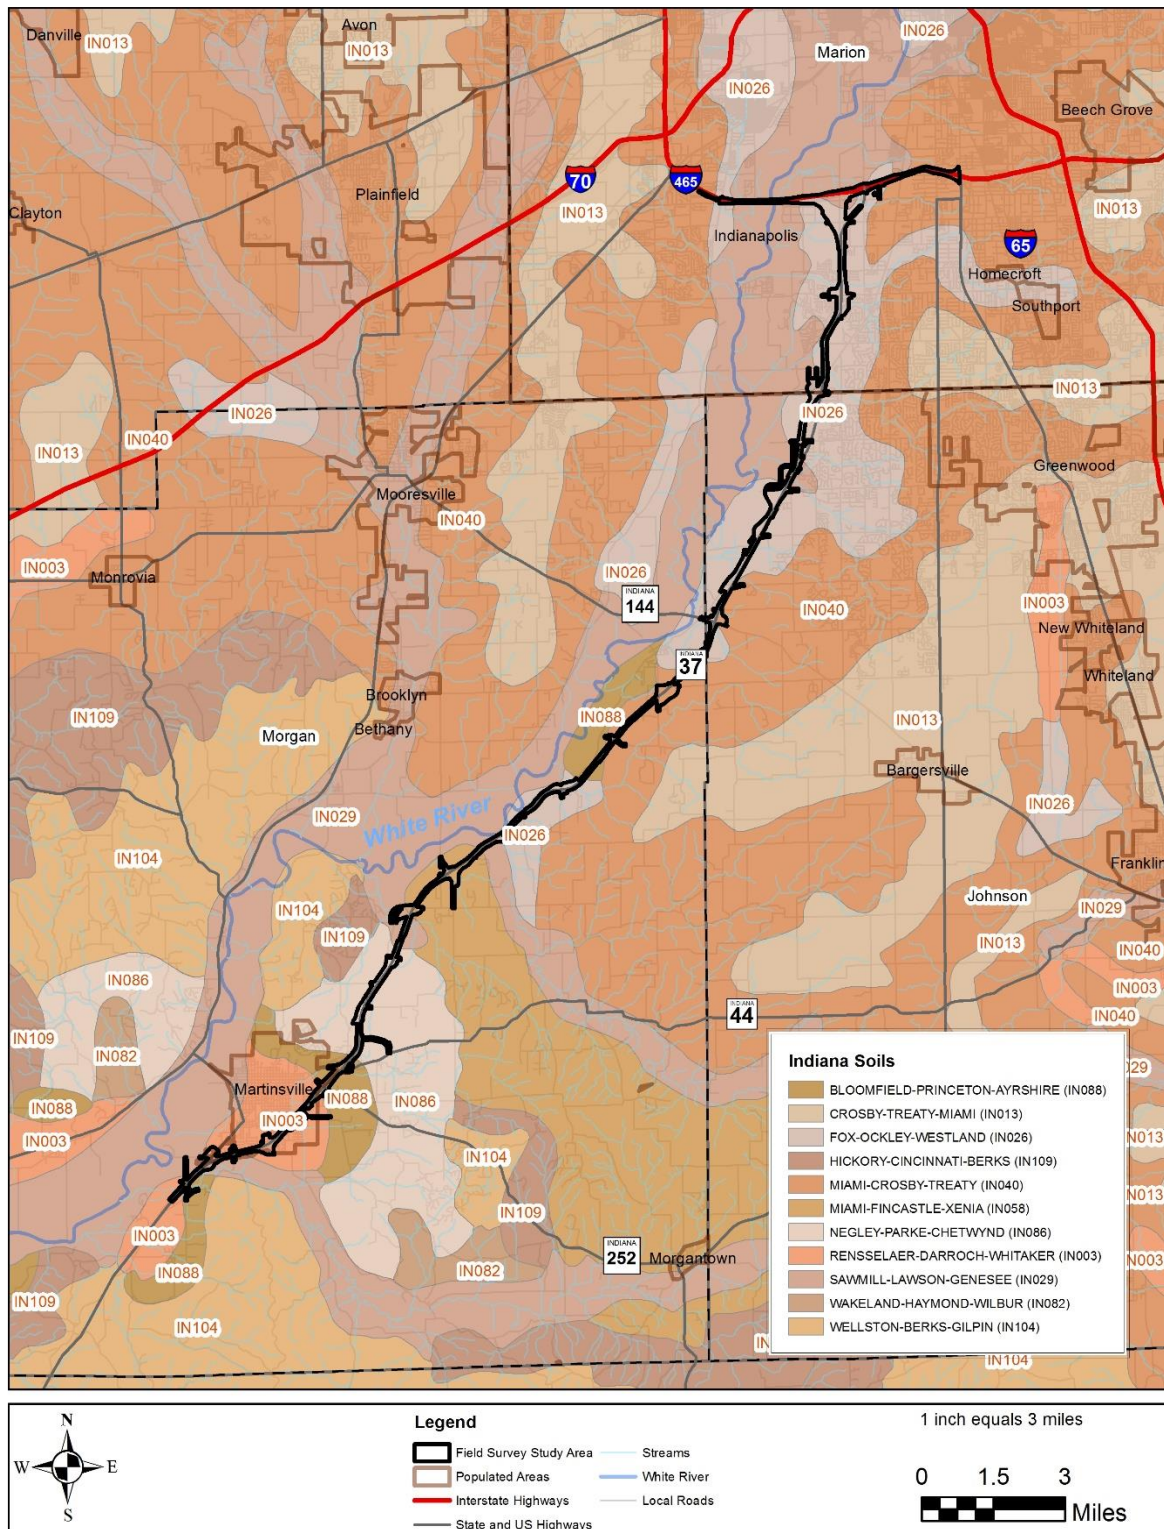 Danville
IN013
Avon
IN013
Marion
IN026
IN026
Beech Grove
70
465
Plainfield
Clayton
IN013
IN013
Indianapolis
65
Homecroft
Southport
IN013
IN026
IN040
IN026
IN013
Greenwood
Mooresville
IN040
IN003
Monrovia
IN026
INDIANA
144
IN040
IN003
New Whiteland
INDIANA
37
Whiteland
IN109
Brooklyn
IN088
Morgan
Bethany
IN013
Bargersville
IN029
White River
IN026
IN026
IN104
Franklin
Johnson
IN104
IN029
IN109
IN013
IN040
IN086
IN003
INDIANA
44
IN040
IN109
IN082
Martinsville
IN088
IN086
IN088
IN003
IN003
IN104
IN109
IN003
INDIANA
252
Morgantown
IN088
IN082
IN109
IN104
IN029
IN013
IN013
IN003
IN104
Indiana Soils
BLOOMFIELD-PRINCETON-AYRSHIRE (IN088)
CROSBY-TREATY-MIAMI (IN013)
FOX-OCKLEY-WESTLAND (IN026)
HICKORY-CINCINNATI-BERKS (IN109)
MIAMI-CROSBY-TREATY (IN040)
MIAMI-FINCASTLE-XENIA (IN058)
NEGLEY-PARKE-CHETWYND (IN086)
RENSSELAER-DARROCH-WHITAKER (IN003)
SAWMILL-LAWSON-GENESEE (IN029)
WAKELAND-HAYMOND-WILBUR (IN082)
WELLSTON-BERKS-GILPIN (IN104)
N
W E
S
Legend
Field Survey Study Area
Populated Areas
Interstate Highways
State and US Highways
Streams
White River
Local Roads
1 inch equals 3 miles
0 1.5 3
Miles